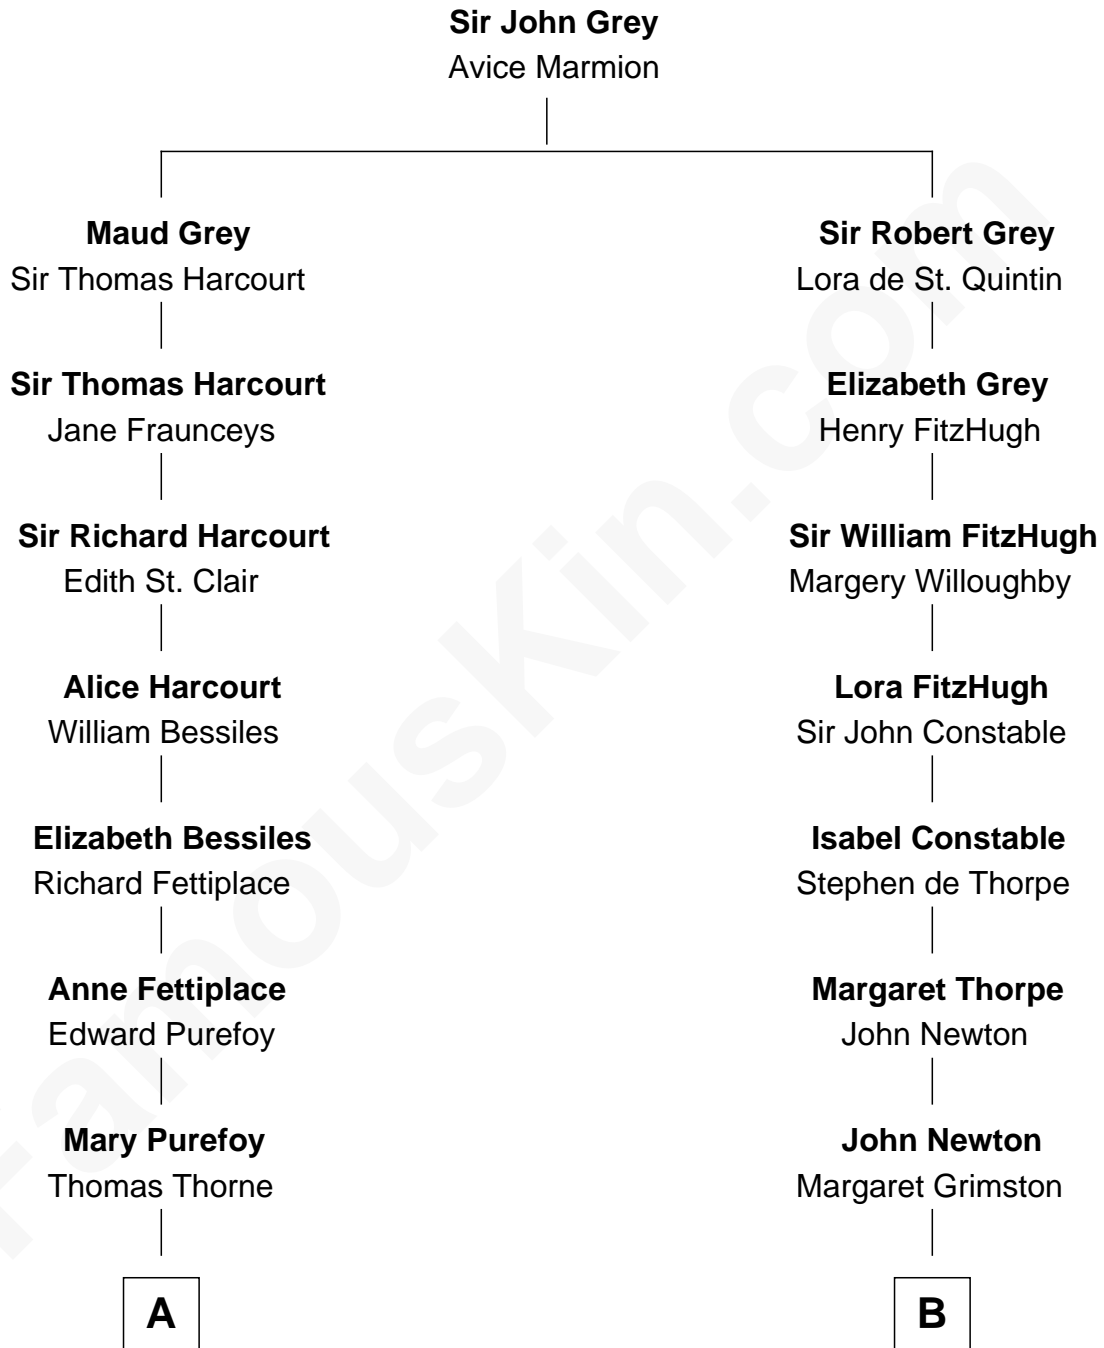 Sir John Grey
Avice Marmion
Maud Grey
Sir Thomas Harcourt
Sir Robert Grey
Lora de St. Quintin
Sir Thomas Harcourt
Jane Fraunceys
Elizabeth Grey
Henry FitzHugh
Sir Richard Harcourt
Edith St. Clair
Sir William FitzHugh
Margery Willoughby
Alice Harcourt
William Bessiles
Lora FitzHugh
Sir John Constable
Elizabeth Bessiles
Richard Fettiplace
Isabel Constable
Stephen de Thorpe
Anne Fettiplace
Edward Purefoy
Margaret Thorpe
John Newton
Mary Purefoy
Thomas Thorne
John Newton
Margaret Grimston
A
B
FamousKin.com